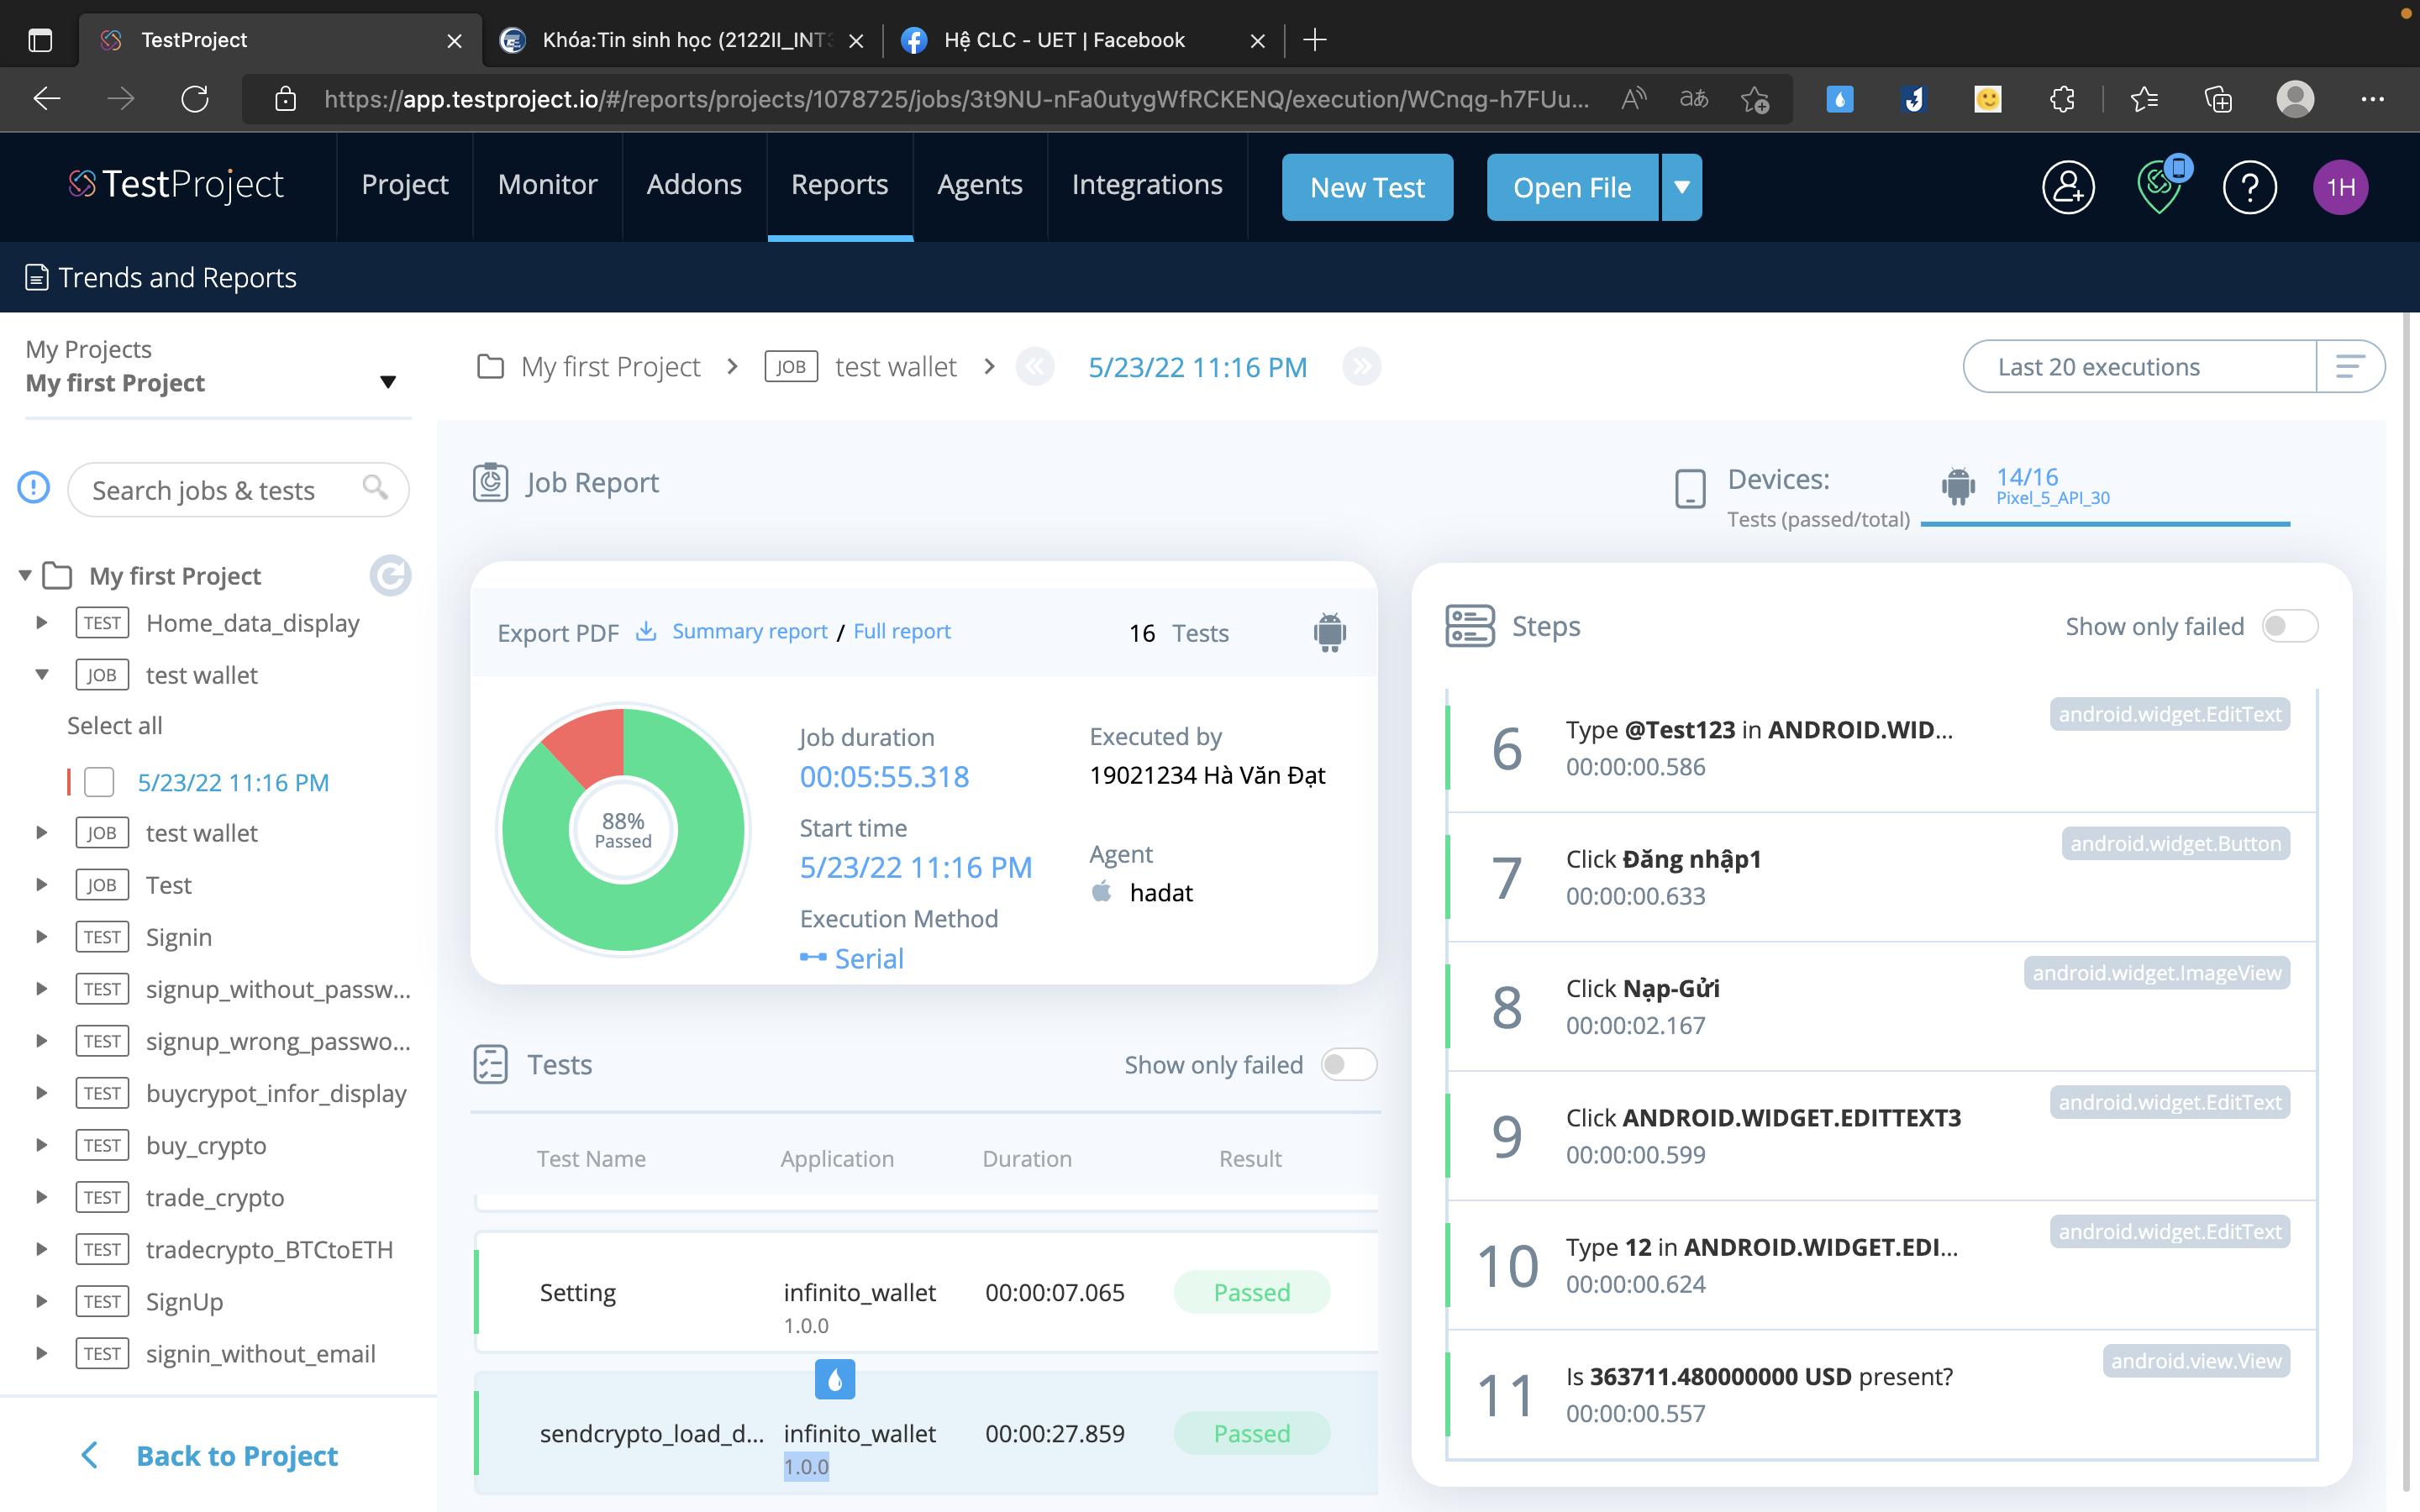 TestProject
Khóa:Tin sinh học (2122II_INT3
Hệ CLC - UET | Facebook
https://app.testproject.io/#/reports/projects/1078725/jobs/3t9NU-nFa0utygWfRCKENQ/execution/WCnqg-h7FUu...
TestProject
Project
Monitor
Addons
Reports
Agents
Integrations
New Test
Open File
1H
Trends and Reports
My Projects
My first Project
Search jobs & tests
My first Project
TEST Home_data_display
JOB test wallet
Select all
5/23/22 11:16 PM
JOB test wallet
JOB Test
TEST Signin
TEST signup_without_passw...
TEST signup_wrong_passwo...
TEST buycrypot_infor_display
TEST buy_crypto
TEST trade_crypto
TEST tradecrypto_BTCtoETH
TEST SignUp
TEST signin_without_email
Back to Project
My first Project > JOB test wallet > 5/23/22 11:16 PM
Last 20 executions
Job Report
Devices:
Tests (passed/total)
14/16
Pixel_5_API_30
Export PDF Summary report / Full report
16 Tests
88%
Passed
Job duration
00:05:55.318
Start time
5/23/22 11:16 PM
Execution Method
Serial
Executed by
19021234 Hà Văn Đạt
Agent
hadat
Tests
Show only failed
Test Name Application Duration Result
Setting infinito_wallet 00:00:07.065 Passed
1.0.0
sendcrypto_load_d... infinito_wallet 00:00:27.859 Passed
1.0.0
Steps
Show only failed
6 Type @Test123 in ANDROID.WID... android.widget.EditText
00:00:00.586
7 Click Đăng nhập1 android.widget.Button
00:00:00.633
8 Click Nạp-Gửi android.widget.ImageView
00:00:02.167
9 Click ANDROID.WIDGET.EDITTEXT3 android.widget.EditText
00:00:00.599
10 Type 12 in ANDROID.WIDGET.EDI... android.widget.EditText
00:00:00.624
11 Is 363711.480000000 USD present? android.view.View
00:00:00.557